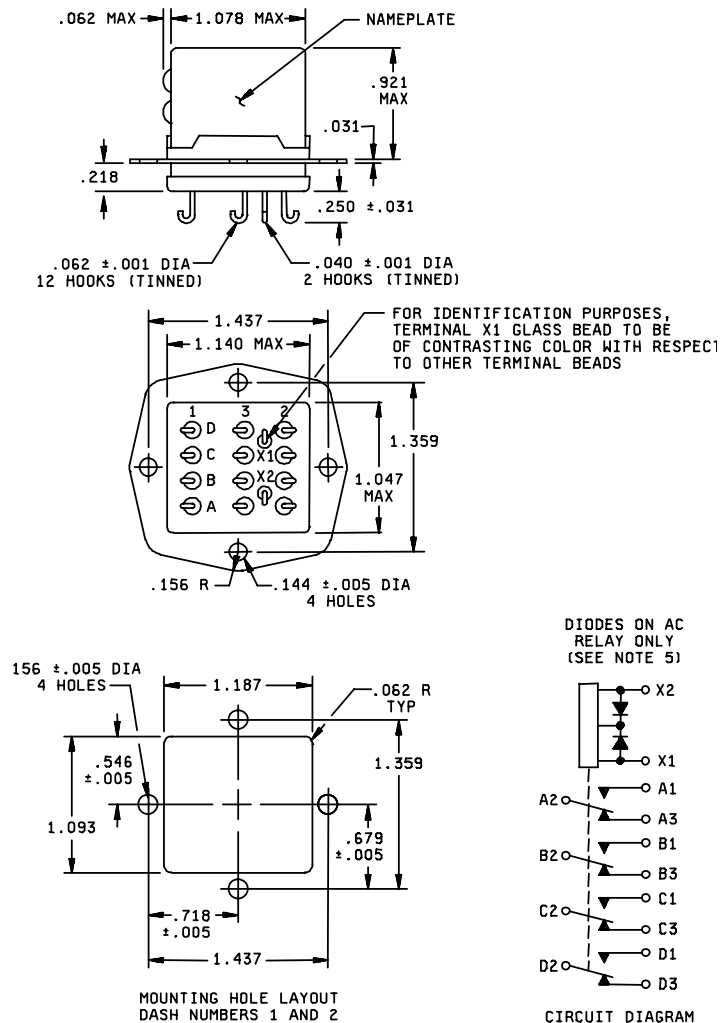 .062 MAX
1.078 MAX
NAMEPLATE
.921
MAX
.031
.218
.250 ±.031
.062 ±.001 DIA
12 HOOKS (TINNED)
.040 ±.001 DIA
2 HOOKS (TINNED)
FOR IDENTIFICATION PURPOSES,
TERMINAL X1 GLASS BEAD TO BE
OF CONTRASTING COLOR WITH RESPECT
TO OTHER TERMINAL BEADS
1.437
1.140 MAX
1 3 2
D
C X1
B X2
A
1.359
1.047
MAX
.156 R
.144 ±.005 DIA
4 HOLES
156 ±.005 DIA
4 HOLES
1.187
.062 R
TYP
.546
±.005
1.359
1.093
.679
±.005
.718
±.005
1.437
MOUNTING HOLE LAYOUT
DASH NUMBERS 1 AND 2
DIODES ON AC
RELAY ONLY
(SEE NOTE 5)
X2
X1
A1
A2
A3
B1
B2
B3
C1
C2
C3
D1
D2
D3
CIRCUIT DIAGRAM